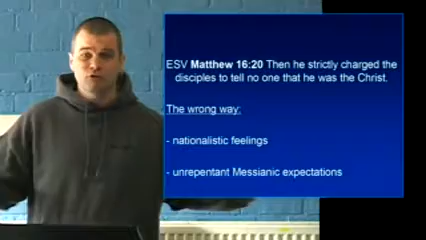 ESV Matthew 16:20 Then he strictly charged the
disciples to tell no one that he was the Christ.
The wrong way:
- nationalistic feelings
- unrepentant Messianic expectations